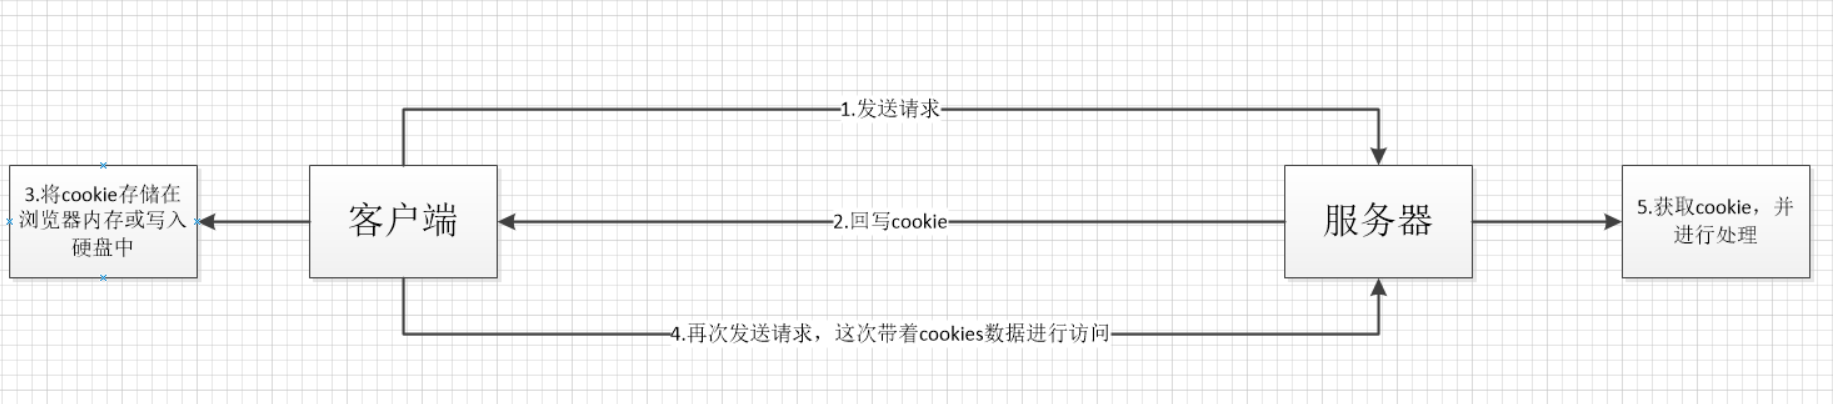 1.发送请求
3.将cookie存储在
浏览器内存或写入
硬盘中
客户端
2.回写cookie
服务器
5.获取cookie，并
进行处理
4.再次发送请求，这次带着cookies数据进行访问